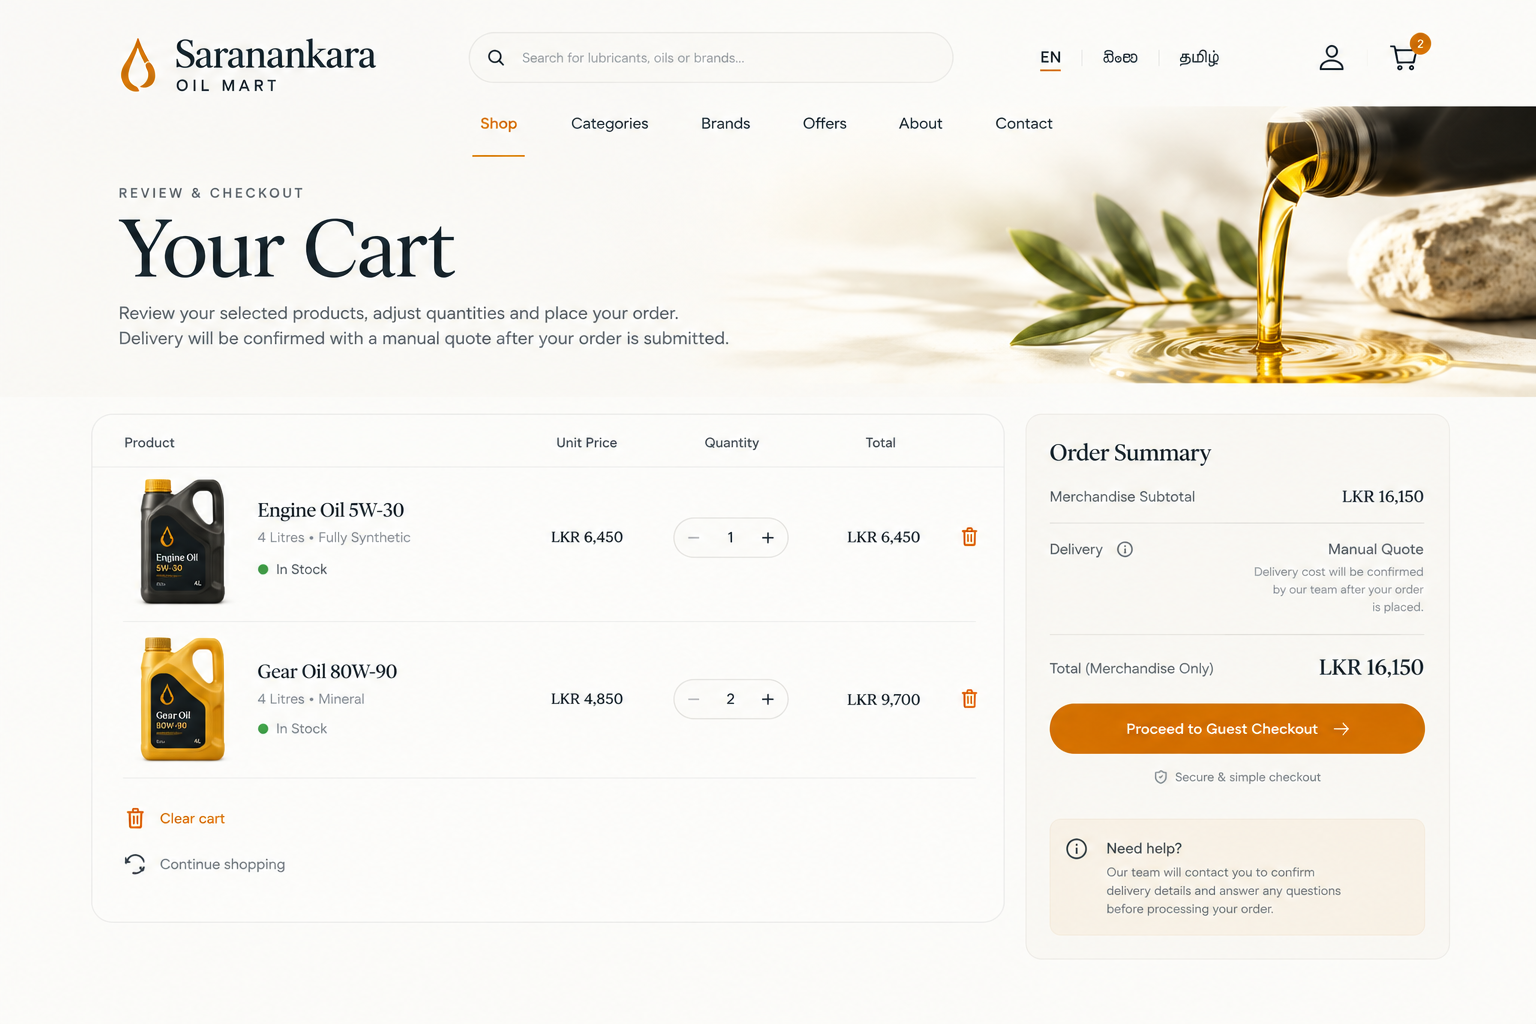 Saranankara
OIL MART
Search for lubricants, oils or brands...
EN
தமிழ்
2
Shop
Categories
Brands
Offers
About
Contact
REVIEW & CHECKOUT
Your Cart
Review your selected products, adjust quantities and place your order.
Delivery will be confirmed with a manual quote after your order is submitted.
Product
Unit Price
Quantity
Total
Engine Oil
5W-30
4L
Engine Oil 5W-30
4 Litres • Fully Synthetic
In Stock
LKR 6,450
− 1 +
LKR 6,450
Gear Oil
80W-90
4L
Gear Oil 80W-90
4 Litres • Mineral
In Stock
LKR 4,850
− 2 +
LKR 9,700
Clear cart
Continue shopping
Order Summary
Merchandise Subtotal
LKR 16,150
Delivery
Manual Quote
Delivery cost will be confirmed
by our team after your order
is placed.
Total (Merchandise Only)
LKR 16,150
Proceed to Guest Checkout →
Secure & simple checkout
Need help?
Our team will contact you to confirm
delivery details and answer any questions
before processing your order.